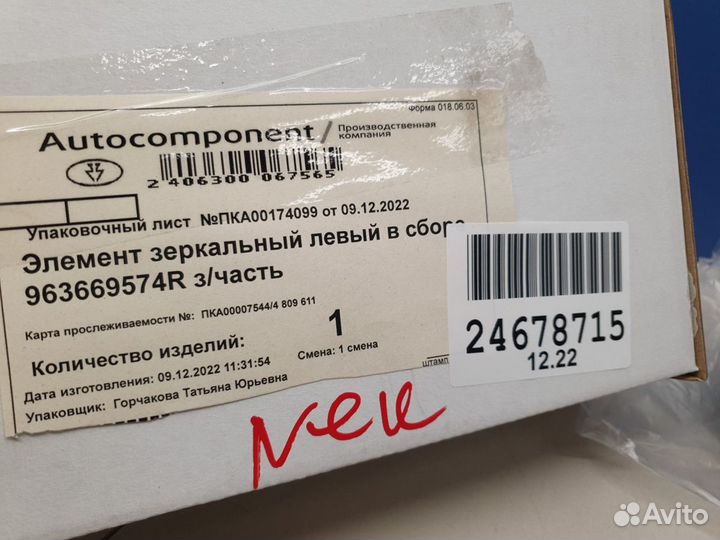 Форма 018.06.03
Autocomponent/ Производственная
компания
2 406300 067565
Упаковочный лист №ПКА00174099 от 09.12.2022
Элемент зеркальный левый в сборе
963669574R з/часть
Карта прослеживаемости №: ПКА00007544/4 809 611
Количество изделий: 1
Дата изготовления: 09.12.2022 11:31:54 Смена: 1 смена
штамп
Упаковщик: Горчакова Татьяна Юрьевна
24678715
12.22
Avito